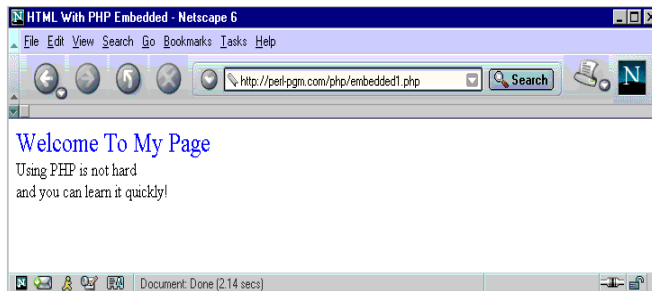 N HTML With PHP Embedded - Netscape 6
File Edit View Search Go Bookmarks Tasks Help
http://perl-pgm.com/php/embedded1.php Search N
Welcome To My Page
Using PHP is not hard
and you can learn it quickly!
N Document: Done (2.14 secs)